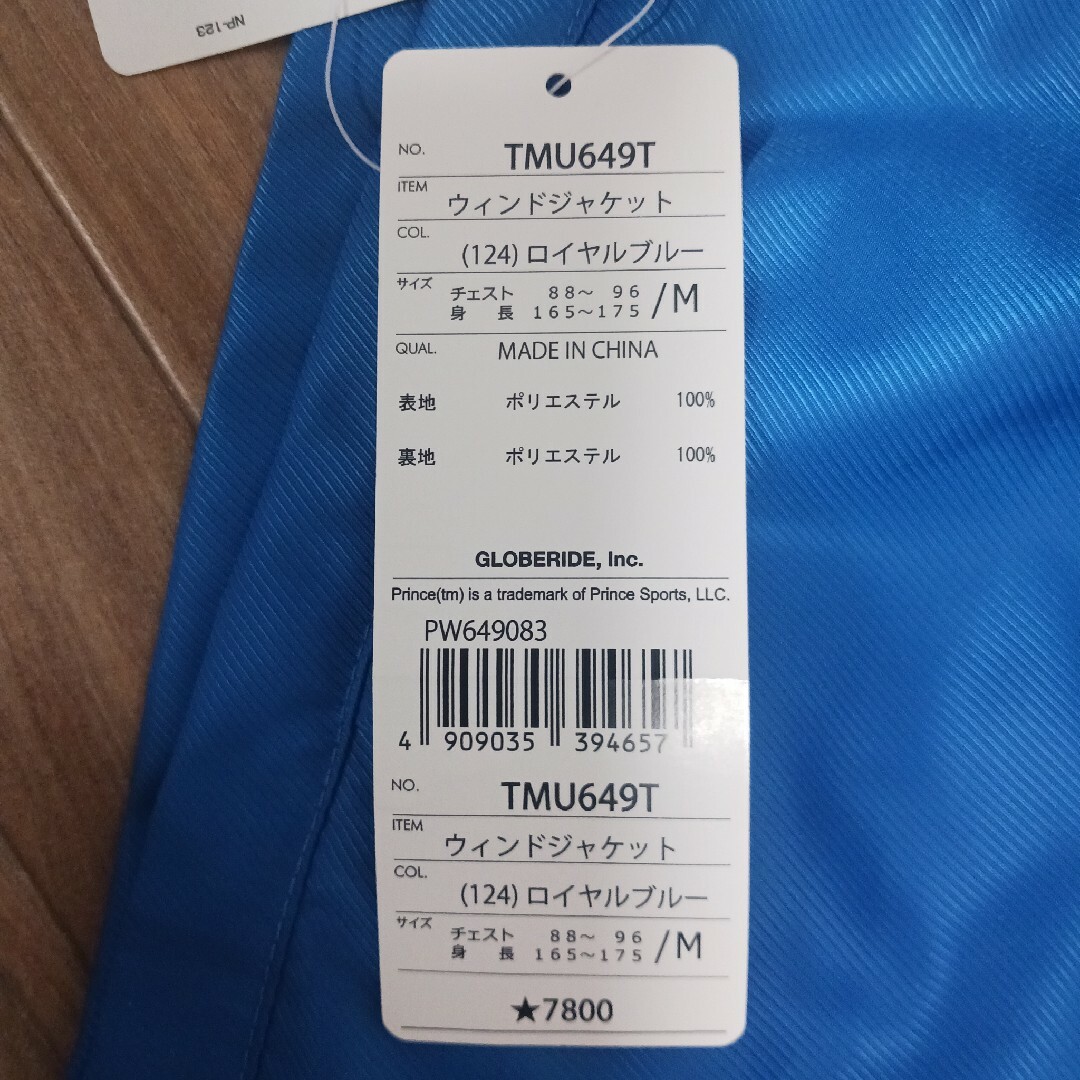 NP-123
NO. TMU649T
ITEM
ウィンドジャケット
COL.
(124) ロイヤルブルー
サイズ チェスト 88～ 96 /M
身 長 165～175
QUAL. MADE IN CHINA
表地 ポリエステル 100%
裏地 ポリエステル 100%
GLOBERIDE, Inc.
Prince(tm) is a trademark of Prince Sports, LLC.
PW649083
4 909035 394657
NO. TMU649T
ITEM
ウィンドジャケット
COL.
(124) ロイヤルブルー
サイズ チェスト 88～ 96 /M
身 長 165～175
★7800